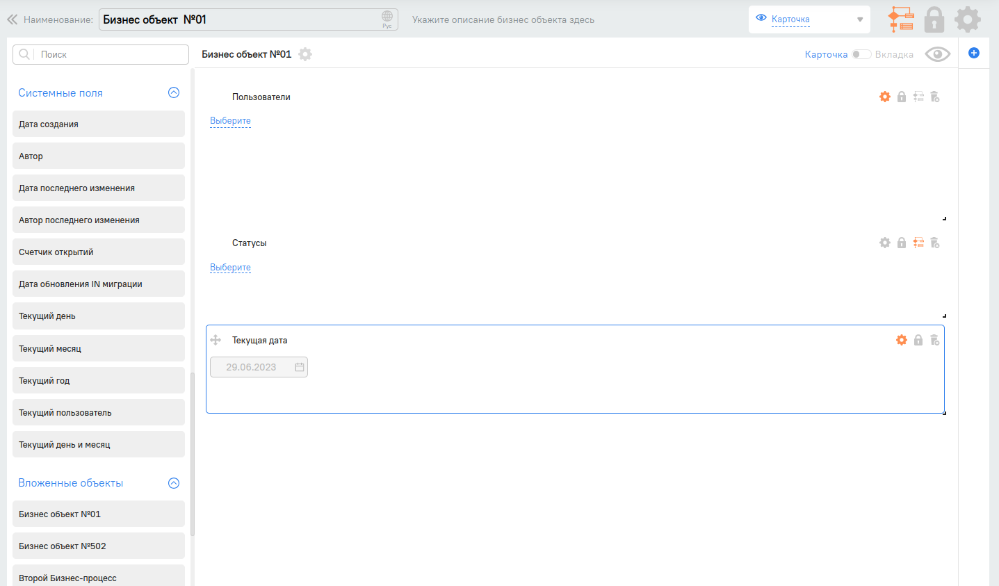 Наименование: Бизнес объект №01 Рус Укажите описание бизнес объекта здесь Карточка
Поиск
Бизнес объект №01 Карточка Вкладка
Системные поля
Дата создания
Автор
Дата последнего изменения
Автор последнего изменения
Счетчик открытий
Дата обновления IN миграции
Текущий день
Текущий месяц
Текущий год
Текущий пользователь
Текущий день и месяц
Вложенные объекты
Бизнес объект №01
Бизнес объект №502
Второй Бизнес-процесс
Пользователи
Выберите
Статусы
Выберите
Текущая дата
29.06.2023